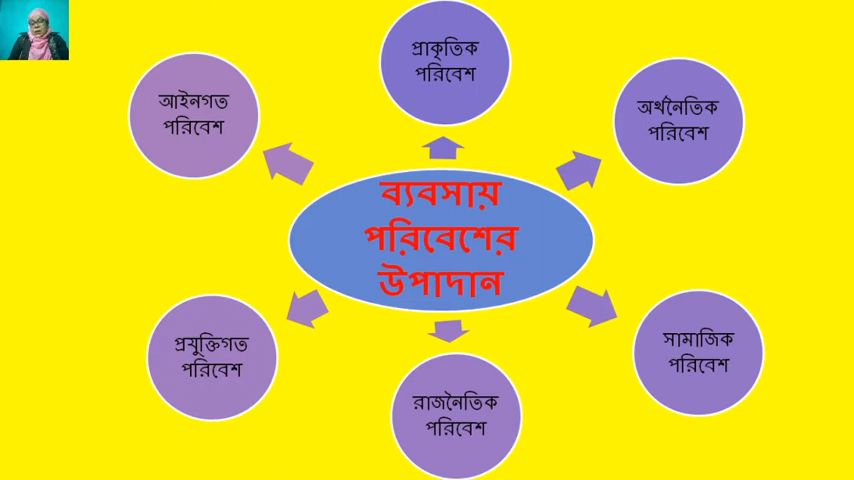 ব্যবসায়
পরিবেশের
উপাদান
প্রাকৃতিক
পরিবেশ
অর্থনৈতিক
পরিবেশ
সামাজিক
পরিবেশ
রাজনৈতিক
পরিবেশ
প্রযুক্তিগত
পরিবেশ
আইনগত
পরিবেশ